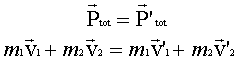 P⃗tot = P⃗'tot
m₁v⃗₁ + m₂v⃗₂ = m₁v⃗'₁ + m₂v⃗'₂